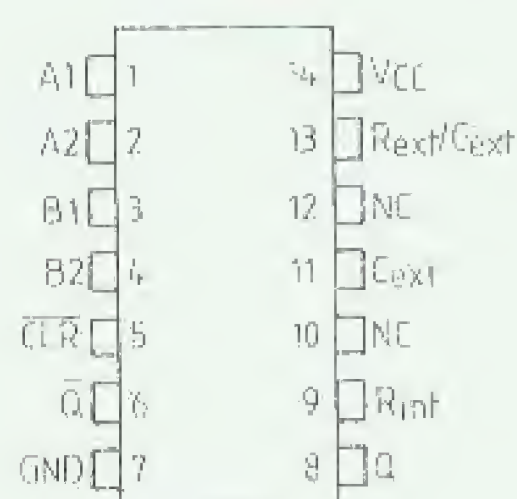 A1 1 14 VCC
A2 2 13 Rext/Cext
B1 3 12 NC
B2 4 11 Cext
CLR 5 10 NC
Q̅ 6 9 Rint
GND 7 8 Q